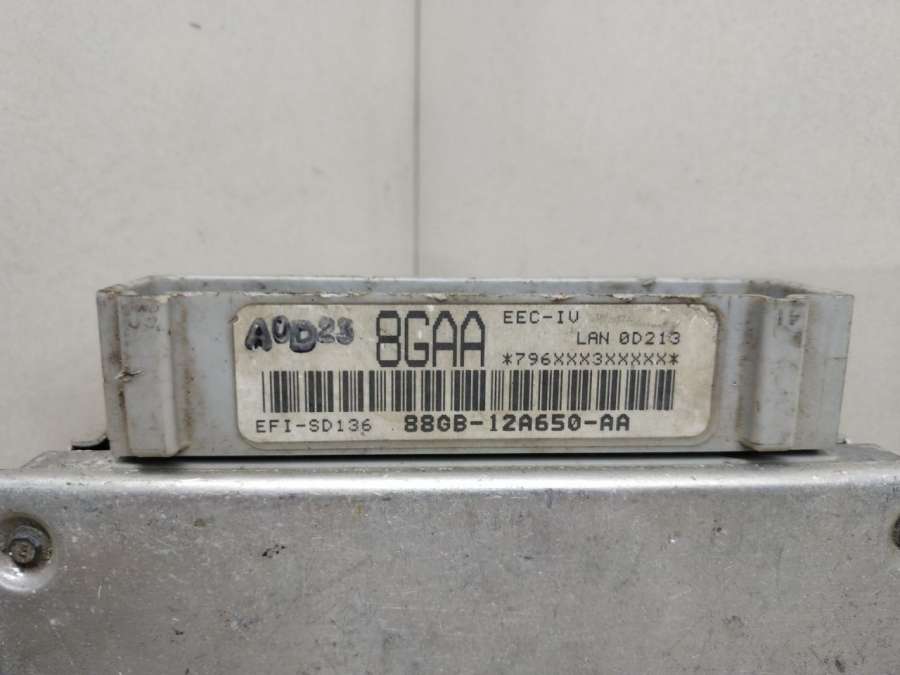 A0D23
8GAA
EEC-IV
LAN 0D213
*796XXX3XXXXX*
EFI-SD136 88GB-12A650-AA